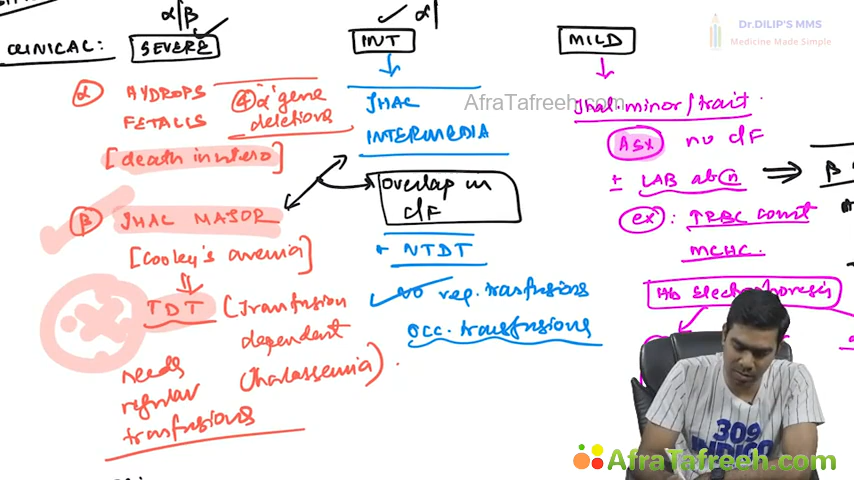 α|β
α|
CLINICAL:
SEVERE
INT
MILD
Dr.DILIP'S MMS
Medicine Made Simple
α HYDROPS FETALIS
④ α gene deletions
[death in utero]
β THAL MAJOR
[Cooley's anemia]
TDT (Transfusion dependent thalassemia).
needs regular transfusions
THAL
INTERMEDIA
overlap in CF
+ NTDT
No reg. transfusions
occ. transfusions
AfraTafreeh.com
Thal. minor/trait
ASx no CF
+ LAB abn
ex: ↑RBC count
MCHC
Hb electrophoresis
β
309
AfraTafreeh.com